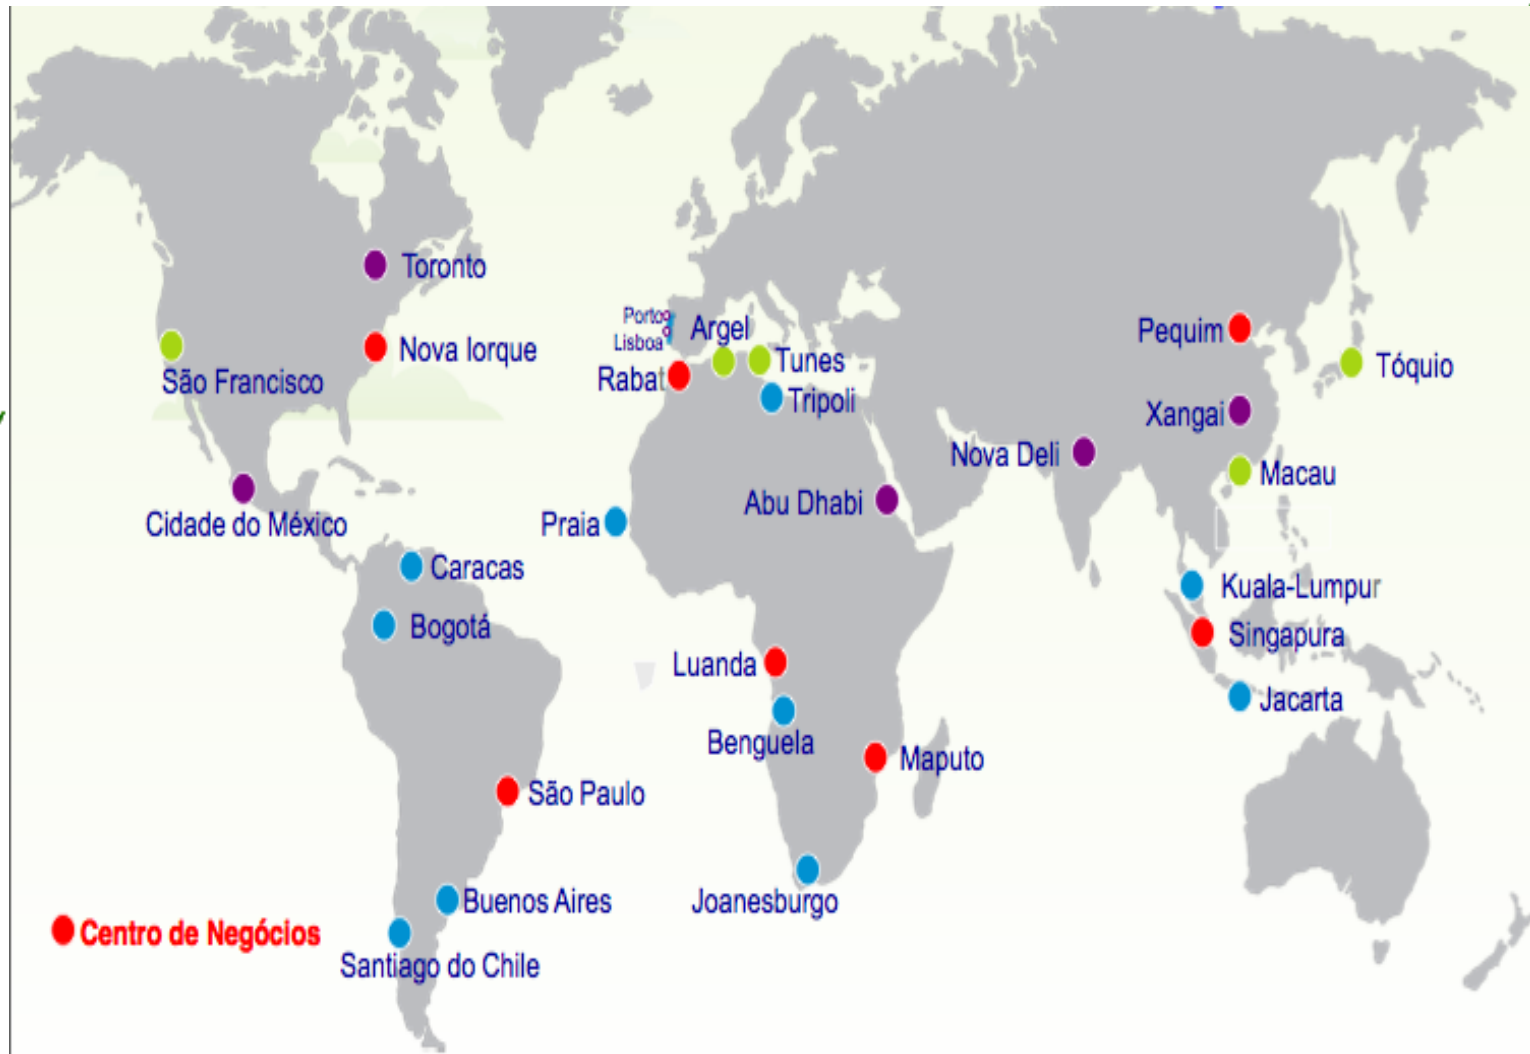 Toronto
Nova Iorque
São Francisco
Cidade do México
Caracas
Bogotá
São Paulo
Buenos Aires
Santiago do Chile
Centro de Negócios
Porto
Lisboa
Argel
Tunes
Rabat
Tripoli
Praia
Abu Dhabi
Luanda
Benguela
Maputo
Joanesburgo
Nova Deli
Pequim
Tóquio
Xangai
Macau
Kuala-Lumpur
Singapura
Jacarta